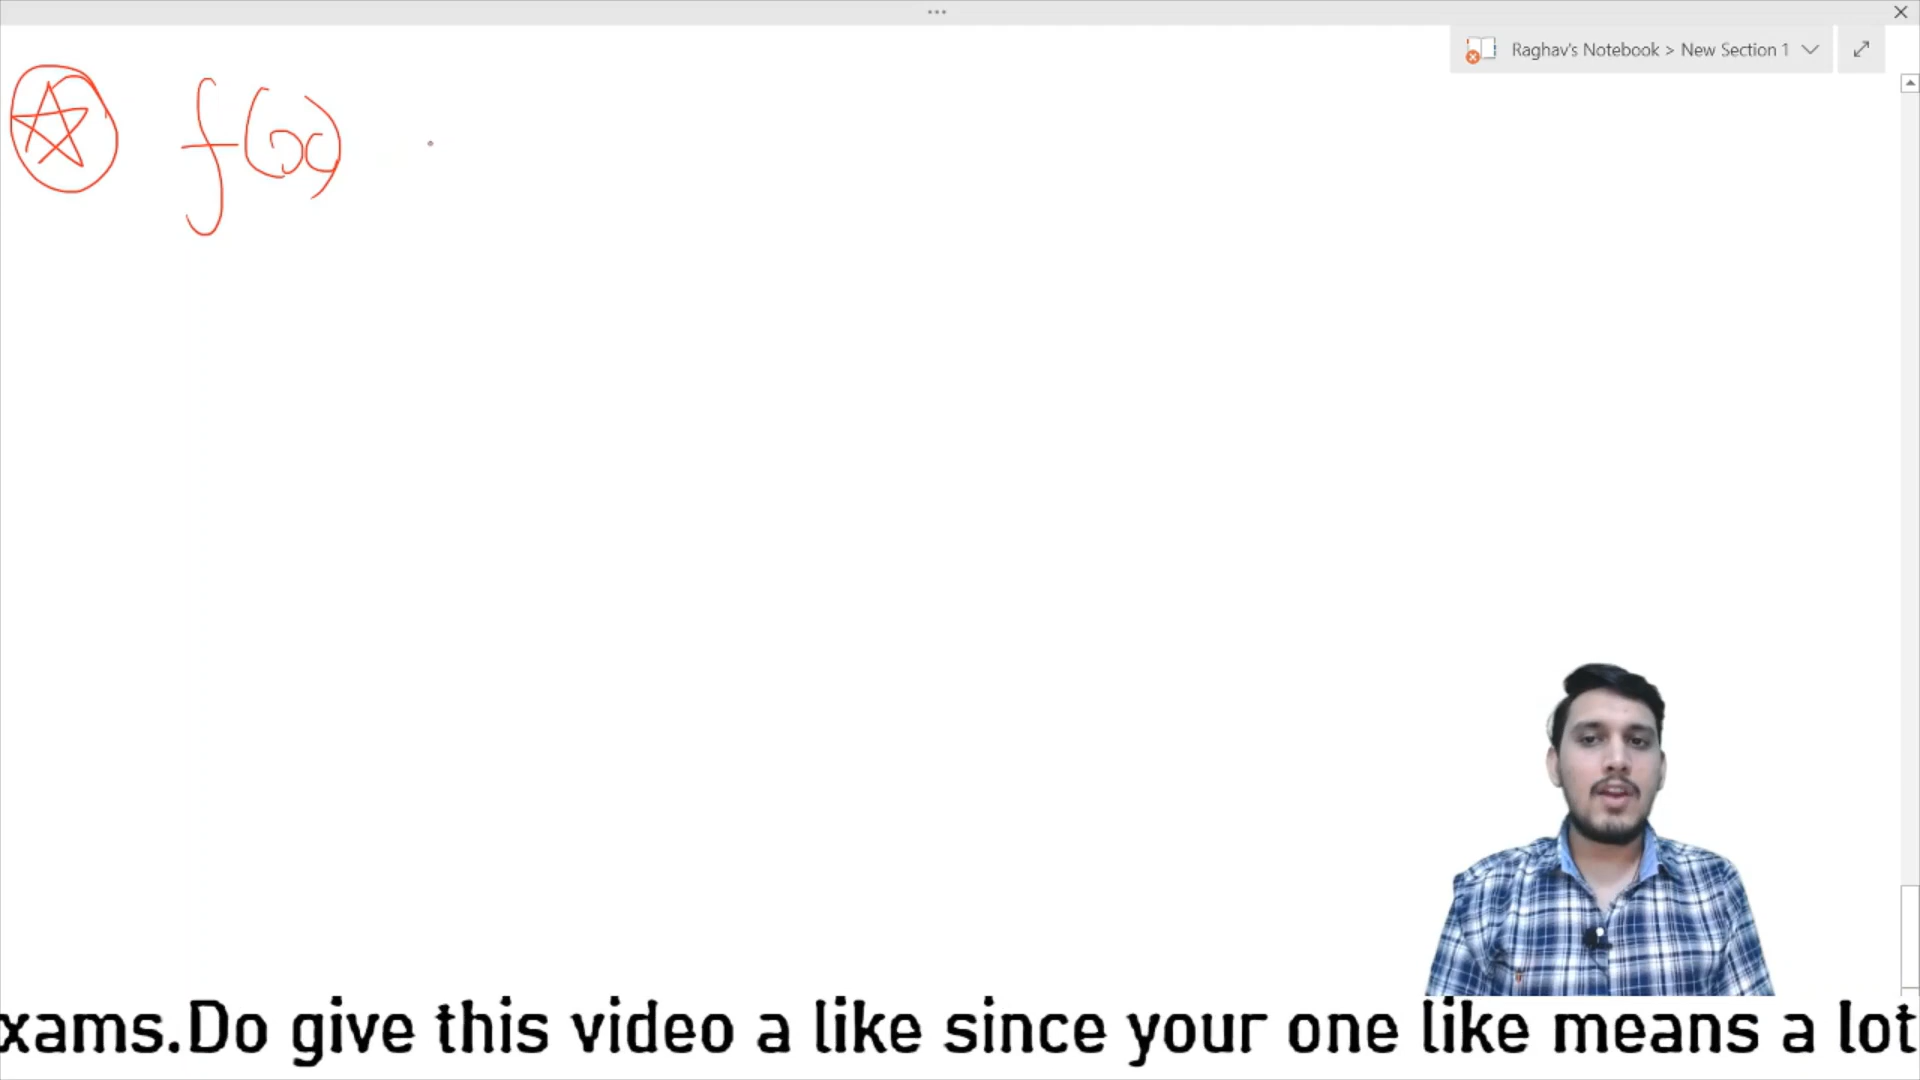 Raghav's Notebook > New Section 1
f(x)
xams.Do give this video a like since your one like means a lot